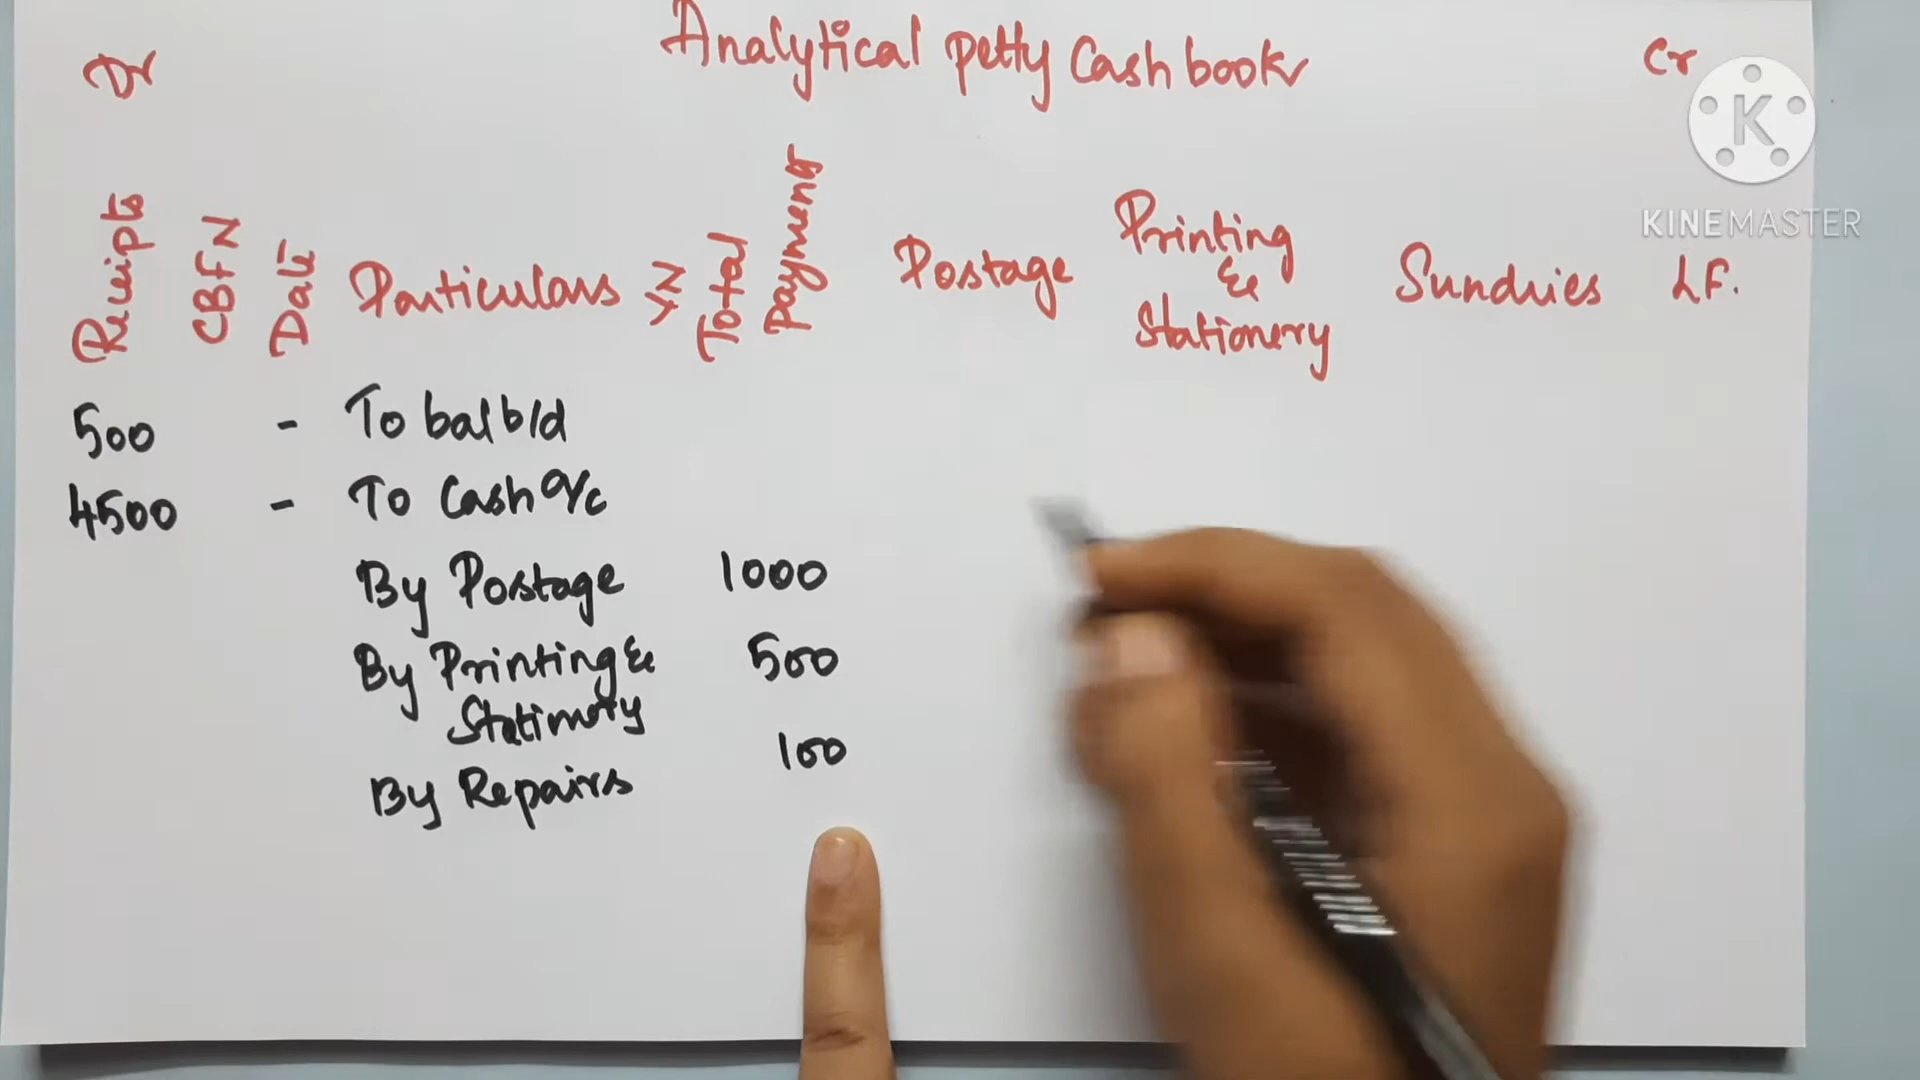 Dr Analytical petty Cash book Cr
K
KINEMASTER
Receipts CBFN Date Particulars VN Total Payments Postage Printing & Stationery Sundries LF.
500 - To bal b/d
4500 - To Cash a/c
By Postage 1000
By Printing & 500
Stationery
By Repairs 100